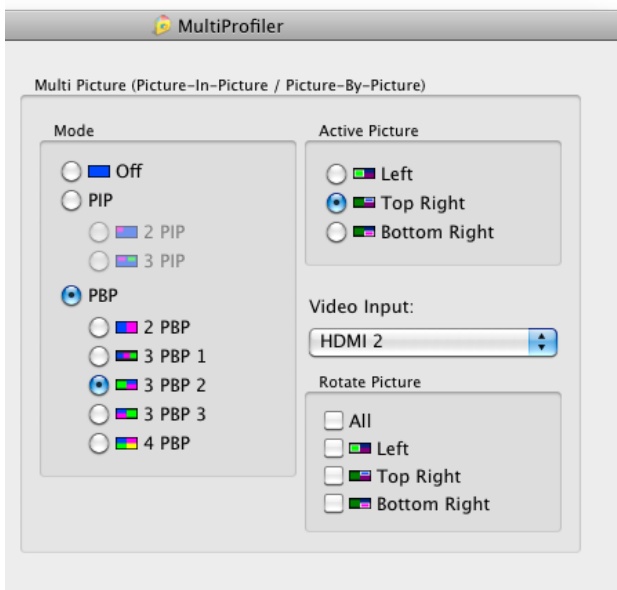 MultiProfiler
Multi Picture (Picture-In-Picture / Picture-By-Picture)
Mode
Off
PIP
2 PIP
3 PIP
PBP
2 PBP
3 PBP 1
3 PBP 2
3 PBP 3
4 PBP
Active Picture
Left
Top Right
Bottom Right
Video Input:
HDMI 2
Rotate Picture
All
Left
Top Right
Bottom Right